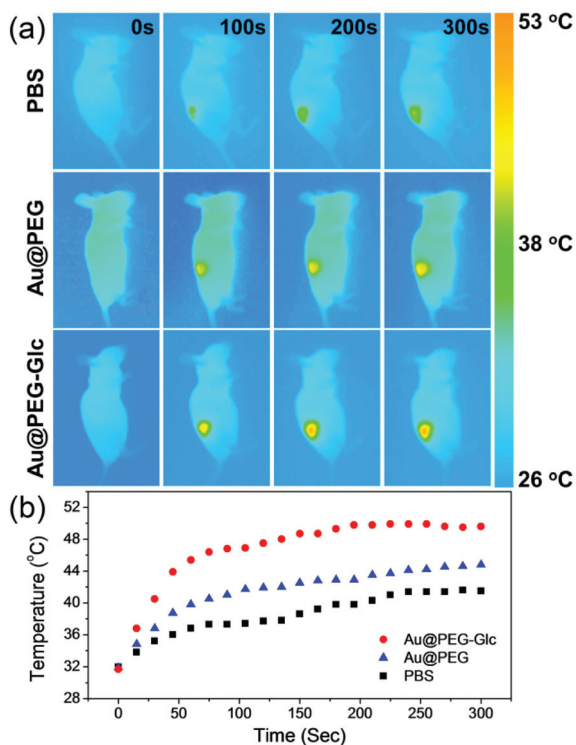 (a)
0s 100s 200s 300s
53 °C
PBS
Au@PEG
38 °C
Au@PEG-Glc
26 °C
(b)
Temperature (°C)
52
48
44
40
36
32
28
Au@PEG-Glc
Au@PEG
PBS
0 50 100 150 200 250 300
Time (Sec)